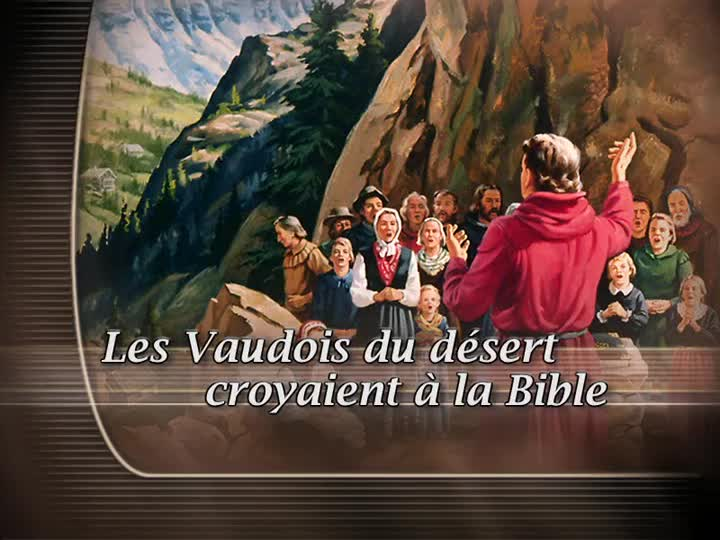 Les Vaudois du désert
croyaient à la Bible